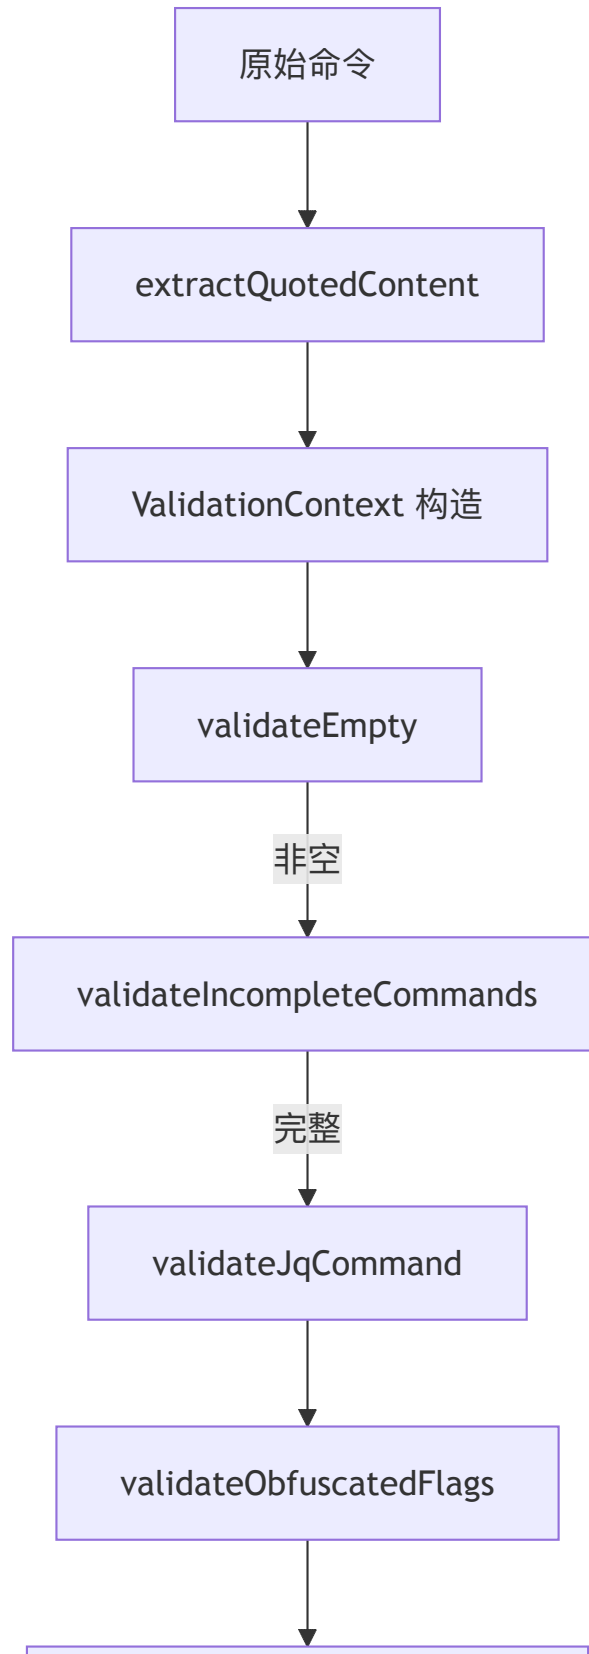 原始命令
extractQuotedContent
ValidationContext 构造
validateEmpty
非空
validateIncompleteCommands
完整
validateJqCommand
validateObfuscatedFlags